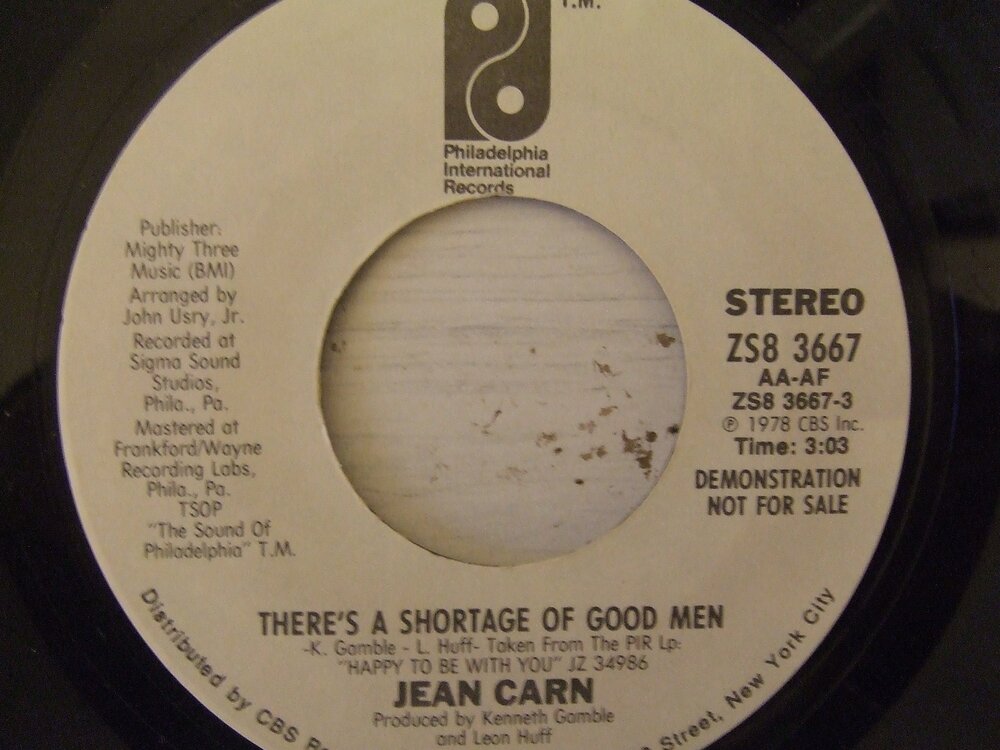 T.M.
Philadelphia
International
Records
Publisher:
Mighty Three
Music (BMI)
Arranged by
John Usry, Jr.
Recorded at
Sigma Sound
Studios,
Phila., Pa.
Mastered at
Frankford/Wayne
Recording Labs,
Phila., Pa.
TSOP
"The Sound Of
Philadelphia" T.M.
STEREO
ZS8 3667
AA-AF
ZS8 3667-3
℗ 1978 CBS Inc.
Time: 3:03
DEMONSTRATION
NOT FOR SALE
THERE'S A SHORTAGE OF GOOD MEN
-K. Gamble - L. Huff- Taken From The PIR Lp:
"HAPPY TO BE WITH YOU" JZ 34986
JEAN CARN
Produced by Kenneth Gamble
and Leon Huff
Distributed by CBS
Street, New York City